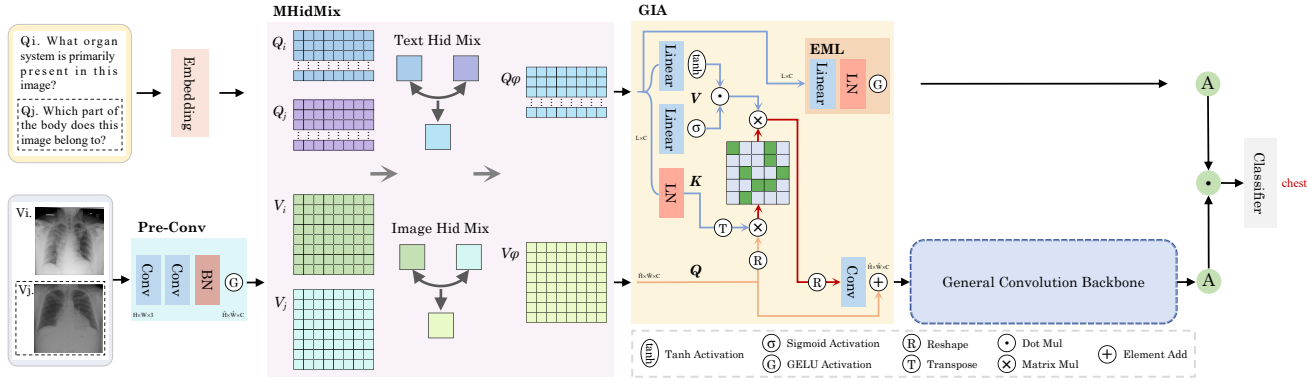 Qi. What organ
system is primarily
present in this
image?
Qj. Which part of
the body does this
image belong to?
Embedding
Vi.
Vj.
Pre-Conv
Conv
Conv
BN
G
H×W×3
Ĥ×Ŵ×C
MHidMix
Qi
Qj
Text Hid Mix
Qφ
Vi
Vj
Image Hid Mix
Vφ
GIA
L×C
Linear
tanh
V
Linear
σ
LN
K
T
Q
R
Ĥ×Ŵ×C
L×C
EML
Linear
LN
G
R
Conv
Ĥ×Ŵ×C
General Convolution Backbone
A
A
Classifier
chest
tanh Tanh Activation
σ Sigmoid Activation
G GELU Activation
R Reshape
T Transpose
Dot Mul
Matrix Mul
Element Add